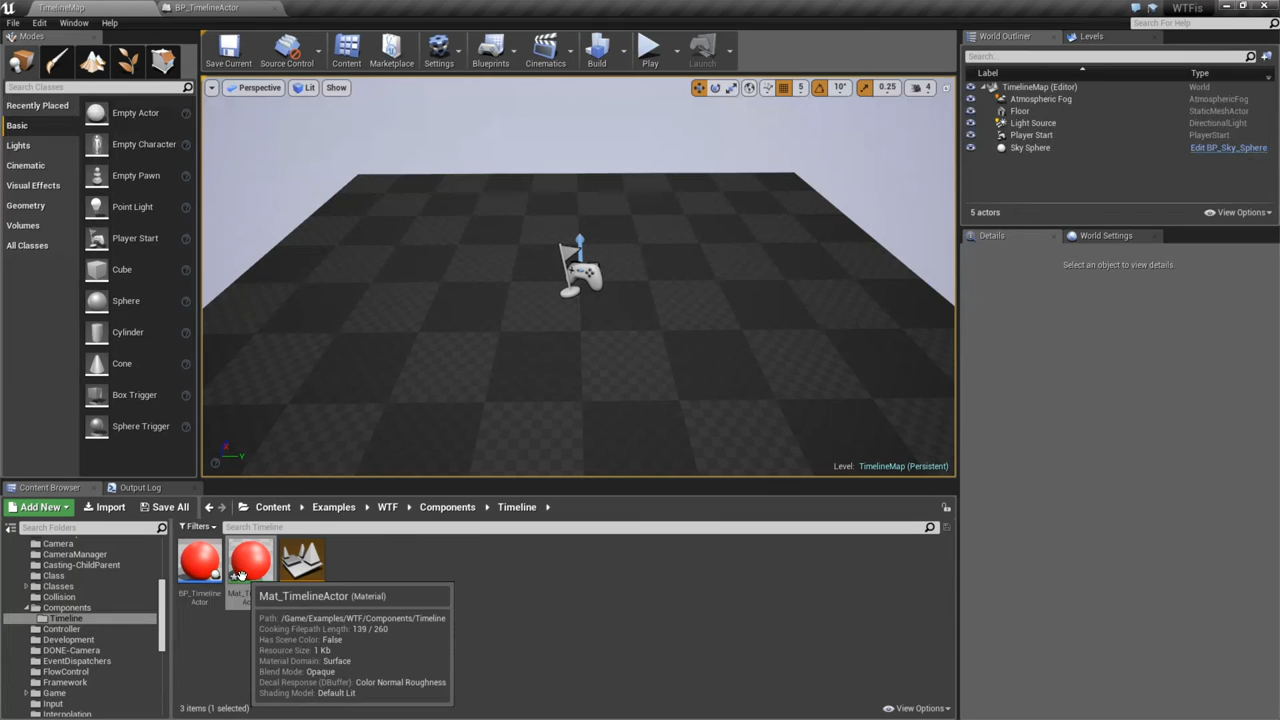 TimelineMap
BP_TimelineActor
WTFis
File Edit Window Help
Search For Help
Modes
Search Classes
Recently Placed
Basic
Lights
Cinematic
Visual Effects
Geometry
Volumes
All Classes
Empty Actor
Empty Character
Empty Pawn
Point Light
Player Start
Cube
Sphere
Cylinder
Cone
Box Trigger
Sphere Trigger
Save Current
Source Control
Content
Marketplace
Settings
Blueprints
Cinematics
Build
Play
Launch
Perspective
Lit
Show
5
10°
0.25
4
X
Y
Level: TimelineMap (Persistent)
World Outliner
Levels
Search...
Label Type
TimelineMap (Editor) World
Atmospheric Fog AtmosphericFog
Floor StaticMeshActor
Light Source DirectionalLight
Player Start PlayerStart
Sky Sphere Edit BP_Sky_Sphere
5 actors
View Options
Details
World Settings
Select an object to view details.
Content Browser
Output Log
Add New
Import
Save All
Content Examples WTF Components Timeline
Search Folders
Filters
Search Timeline
Camera
CameraManager
Casting-ChildParent
Class
Classes
Collision
Components
Timeline
Controller
Development
DONE-Camera
EventDispatchers
FlowControl
Framework
Game
Input
Interpolation
BP_Timeline
Actor
Mat_TimelineActor (Material)
Path: /Game/Examples/WTF/Components/Timeline
Cooking Filepath Length: 139 / 260
Has Scene Color: False
Resource Size: 1 Kb
Material Domain: Surface
Blend Mode: Opaque
Decal Response (DBuffer): Color Normal Roughness
Shading Model: Default Lit
3 items (1 selected)
View Options